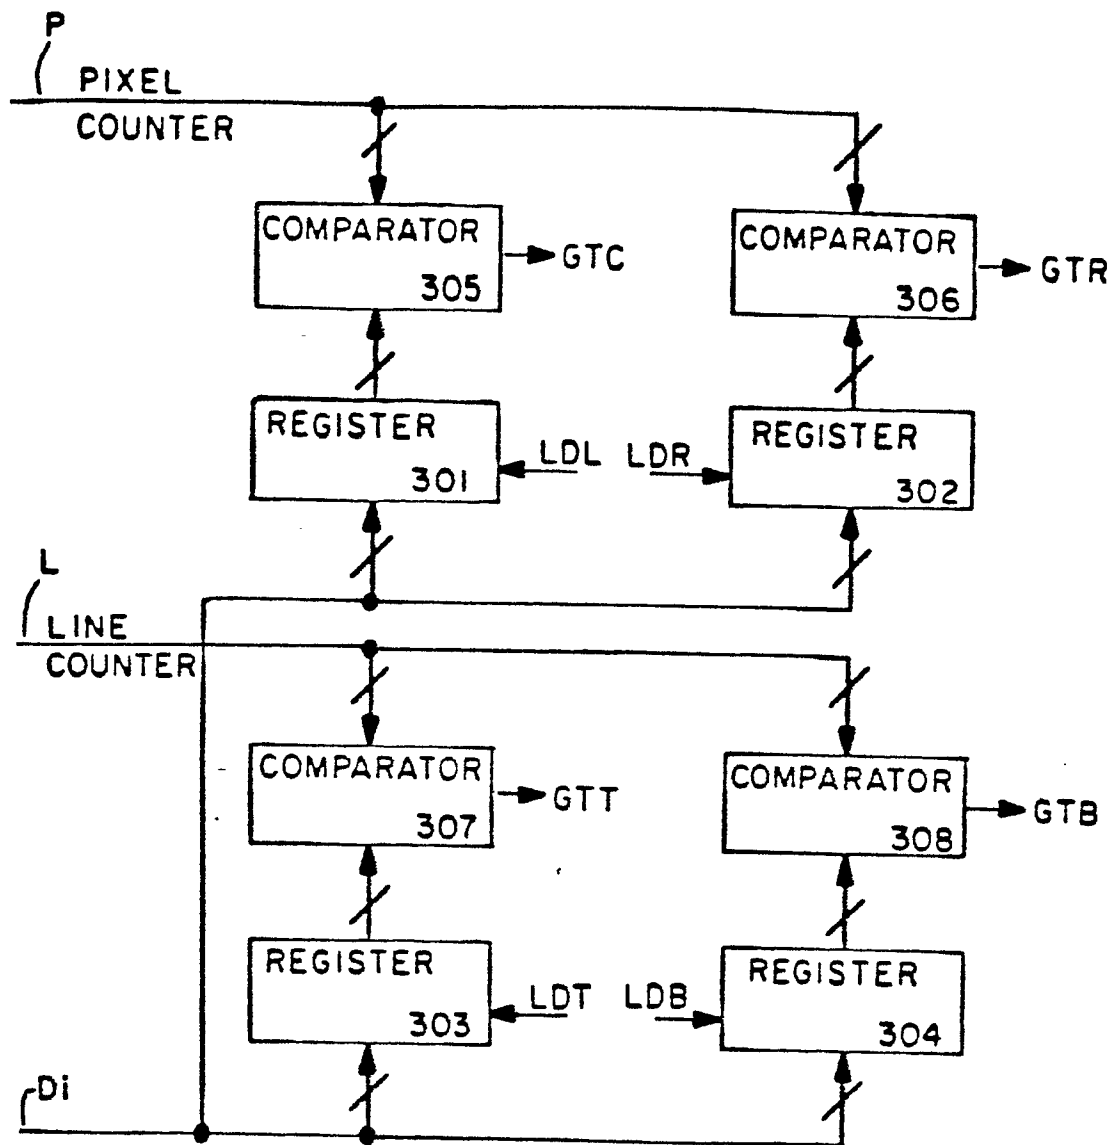 P
PIXEL
COUNTER
COMPARATOR
305
GTC
COMPARATOR
306
GTR
REGISTER
301
LDL
LDR
REGISTER
302
L
LINE
COUNTER
COMPARATOR
307
GTT
COMPARATOR
308
GTB
REGISTER
303
LDT
LDB
REGISTER
304
Di